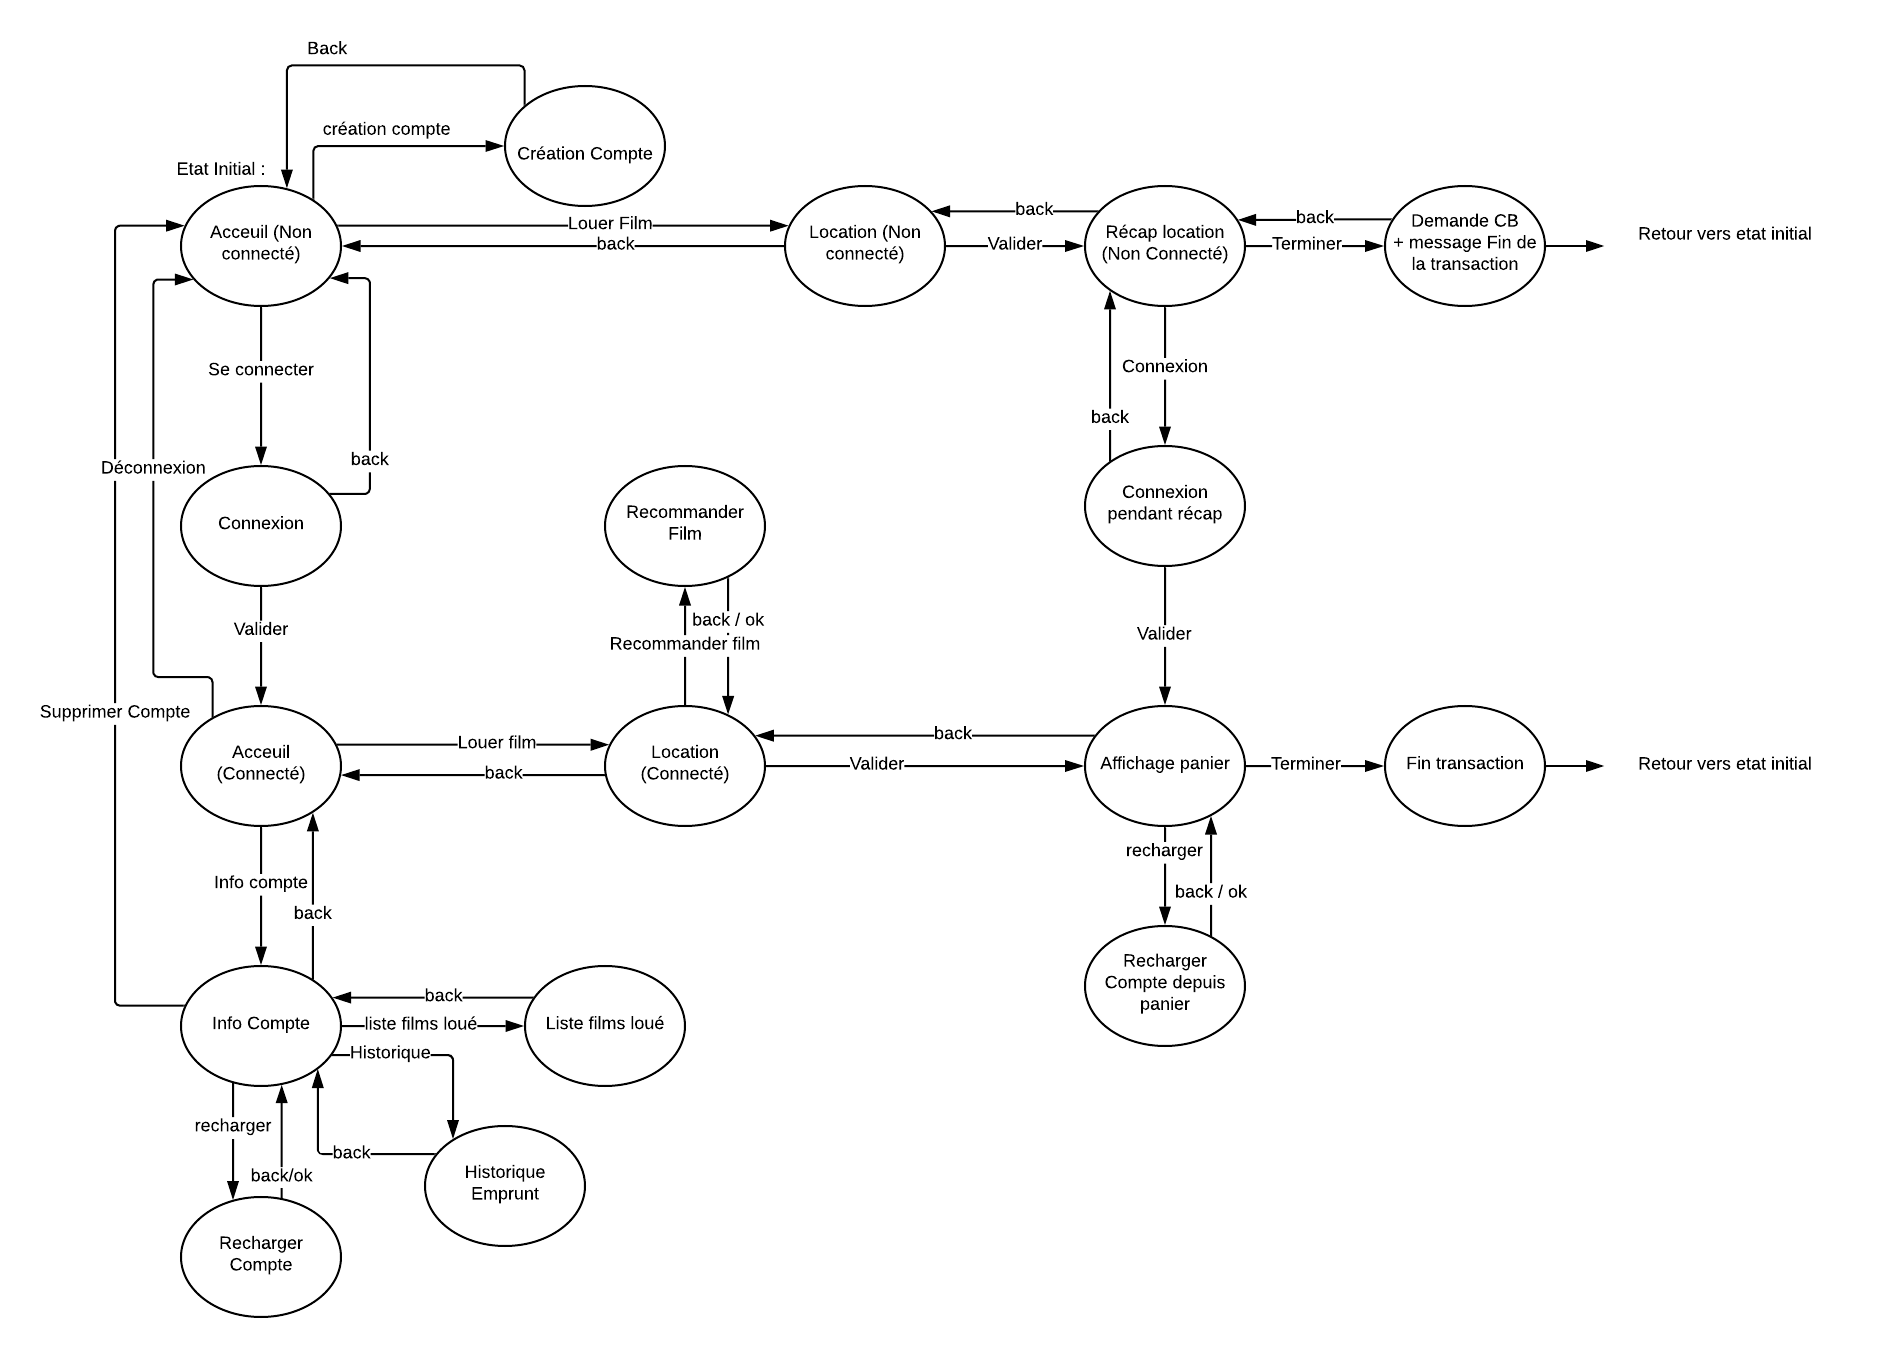 Back
création compte
Création Compte
Etat Initial :
Acceuil (Non
connecté)
Louer Film
back
Location (Non
connecté)
back
Valider
Récap location
(Non Connecté)
back
Terminer
Demande CB
+ message Fin de
la transaction
Retour vers etat initial
Se connecter
back
Connexion
back
Déconnexion
Connexion
Recommander
Film
Connexion
pendant récap
Valider
back / ok
Recommander film
Valider
Supprimer Compte
Acceuil
(Connecté)
Louer film
back
Location
(Connecté)
back
Valider
Affichage panier
Terminer
Fin transaction
Retour vers etat initial
Info compte
back
recharger
back / ok
Recharger
Compte depuis
panier
Info Compte
back
liste films loué
Historique
Liste films loué
recharger
back/ok
back
Historique
Emprunt
Recharger
Compte